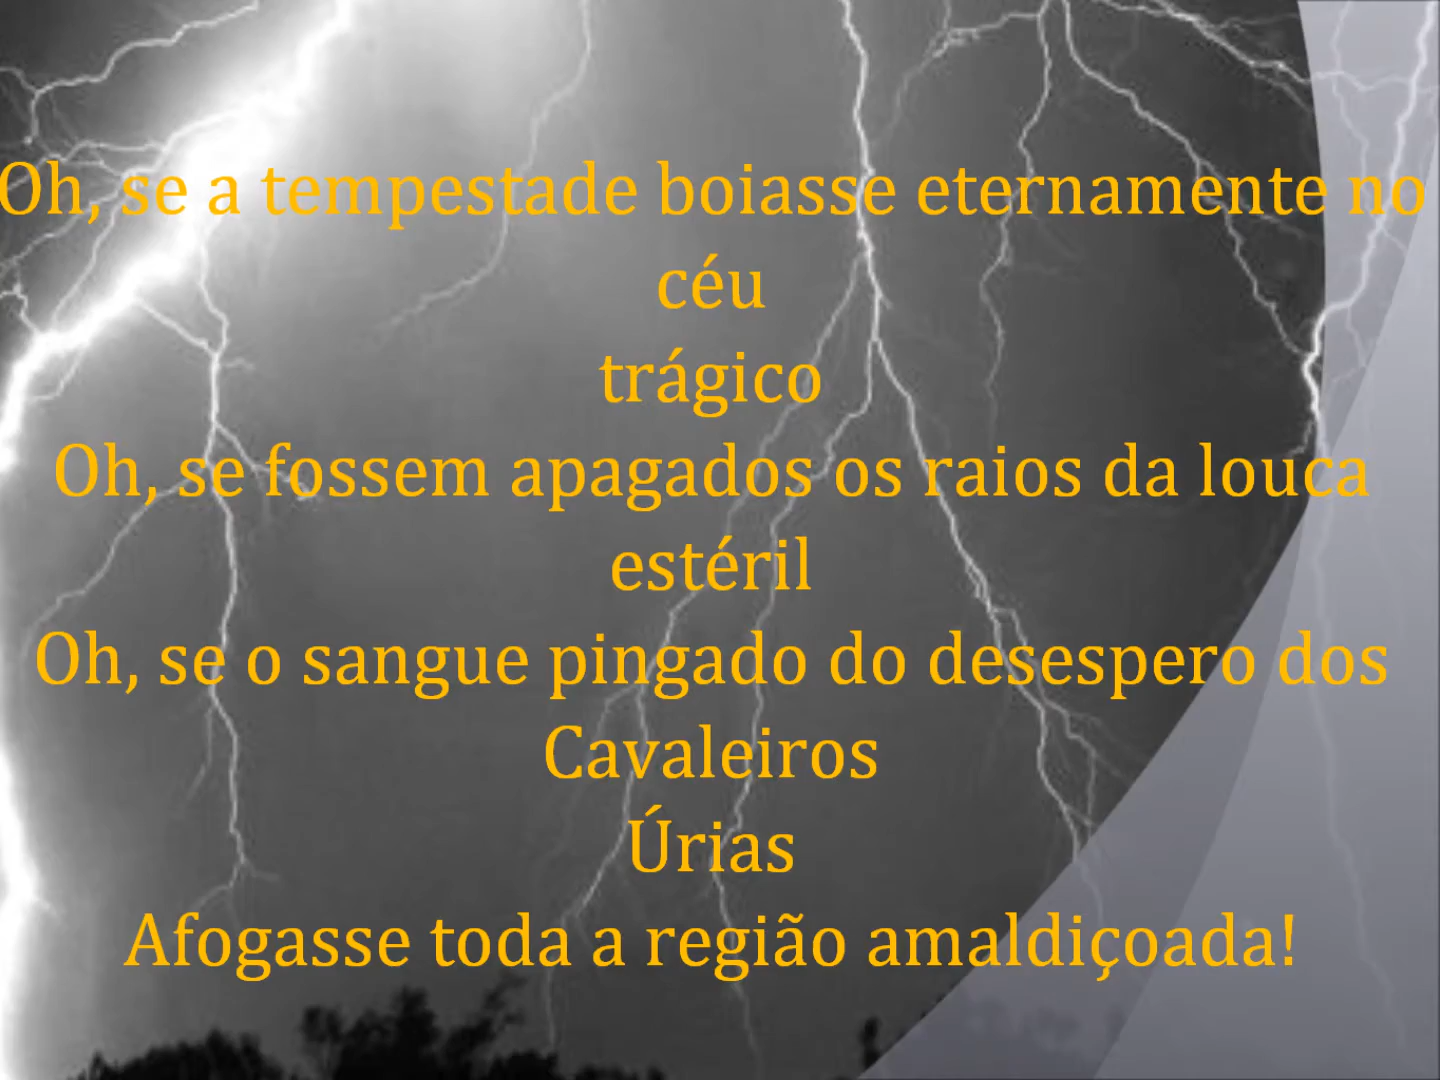 Oh, se a tempestade boiasse eternamente no
céu
trágico
Oh, se fossem apagados os raios da louca
estéril
Oh, se o sangue pingado do desespero dos
Cavaleiros
Úrias
Afogasse toda a região amaldiçoada!